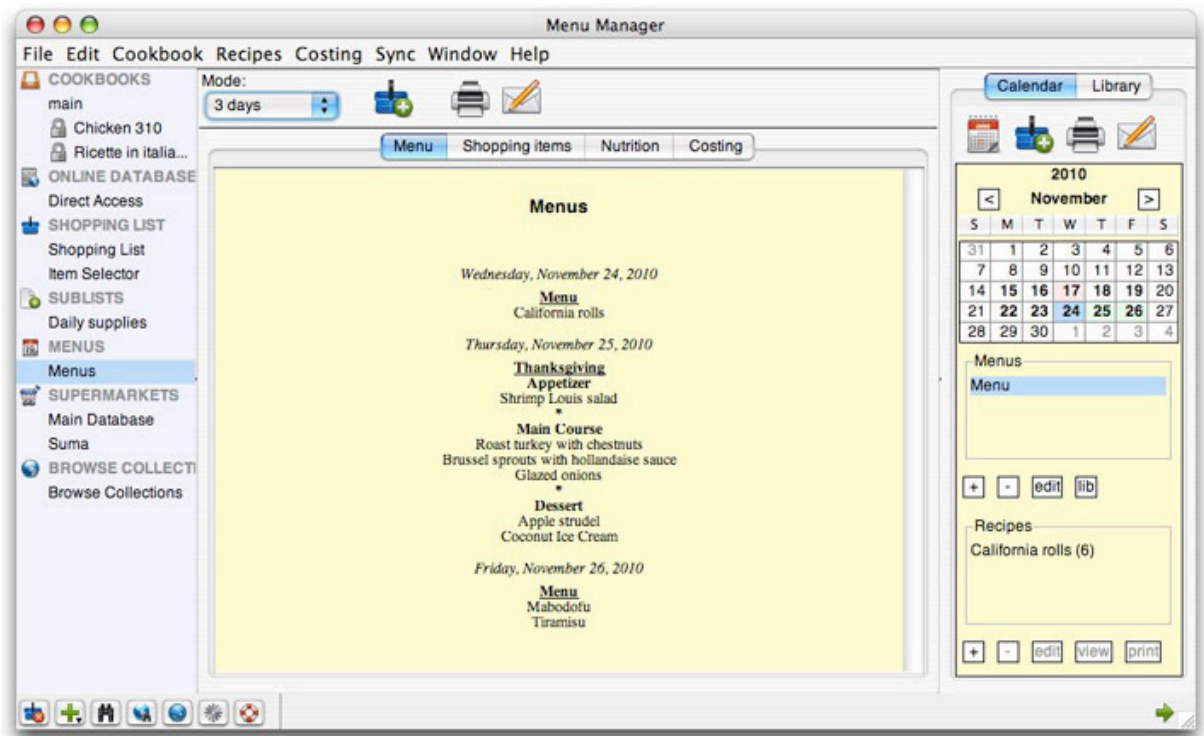 Menu Manager
File Edit Cookbook Recipes Costing Sync Window Help
COOKBOOKS
main
Chicken 310
Ricette in italia...
ONLINE DATABASE
Direct Access
SHOPPING LIST
Shopping List
Item Selector
SUBLISTS
Daily supplies
MENUS
Menus
SUPERMARKETS
Main Database
Suma
BROWSE COLLECTI
Browse Collections
Mode:
3 days
Menu Shopping items Nutrition Costing
Menus
Wednesday, November 24, 2010
Menu
California rolls
Thursday, November 25, 2010
Thanksgiving
Appetizer
Shrimp Louis salad
*
Main Course
Roast turkey with chestnuts
Brussel sprouts with hollandaise sauce
Glazed onions
*
Dessert
Apple strudel
Coconut Ice Cream
Friday, November 26, 2010
Menu
Mabodofu
Tiramisu
Calendar Library
2010
< November >
S M T W T F S
31 1 2 3 4 5 6
7 8 9 10 11 12 13
14 15 16 17 18 19 20
21 22 23 24 25 26 27
28 29 30 1 2 3 4
Menus
Menu
+ - edit lib
Recipes
California rolls (6)
+ - edit view print